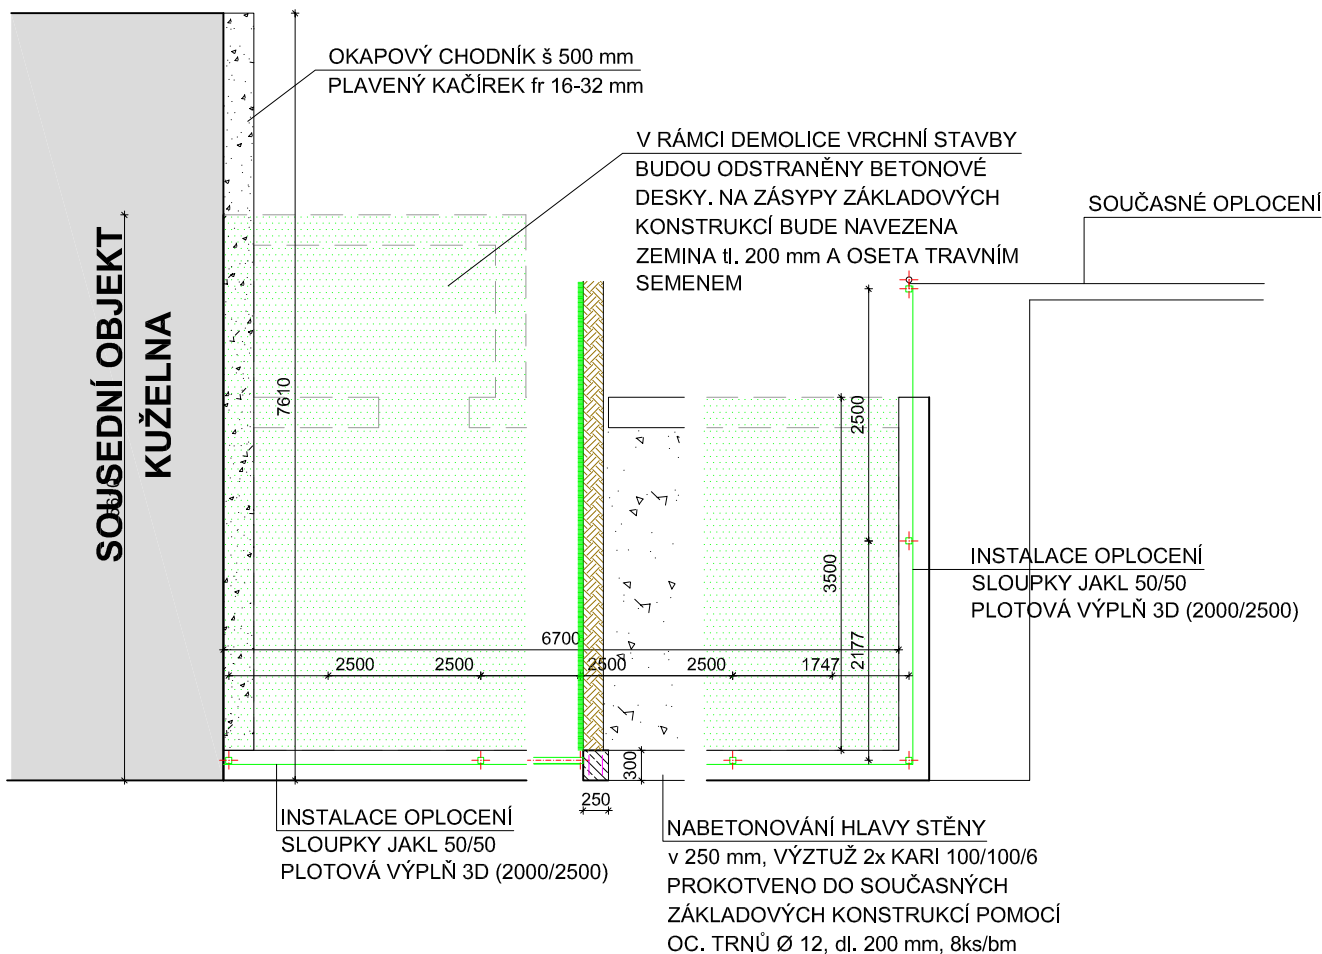 OKAPOVÝ CHODNÍK š 500 mm
PLAVENÝ KAČÍREK fr 16-32 mm
V RÁMCI DEMOLICE VRCHNÍ STAVBY
BUDOU ODSTRANĚNY BETONOVÉ
DESKY. NA ZÁSYPY ZÁKLADOVÝCH
KONSTRUKCÍ BUDE NAVEZENA
ZEMINA tl. 200 mm A OSETA TRAVNÍM
SEMENEM
SOUČASNÉ OPLOCENÍ
SOUSEDNÍ OBJEKT
KUŽELNA
7610
2500
3500
2177
INSTALACE OPLOCENÍ
SLOUPKY JAKL 50/50
PLOTOVÁ VÝPLŇ 3D (2000/2500)
6700
2500
2500
2500
2500
1747
300
250
INSTALACE OPLOCENÍ
SLOUPKY JAKL 50/50
PLOTOVÁ VÝPLŇ 3D (2000/2500)
NABETONOVÁNÍ HLAVY STĚNY
v 250 mm, VÝZTUŽ 2x KARI 100/100/6
PROKOTVENO DO SOUČASNÝCH
ZÁKLADOVÝCH KONSTRUKCÍ POMOCÍ
OC. TRNŮ Ø 12, dl. 200 mm, 8ks/bm